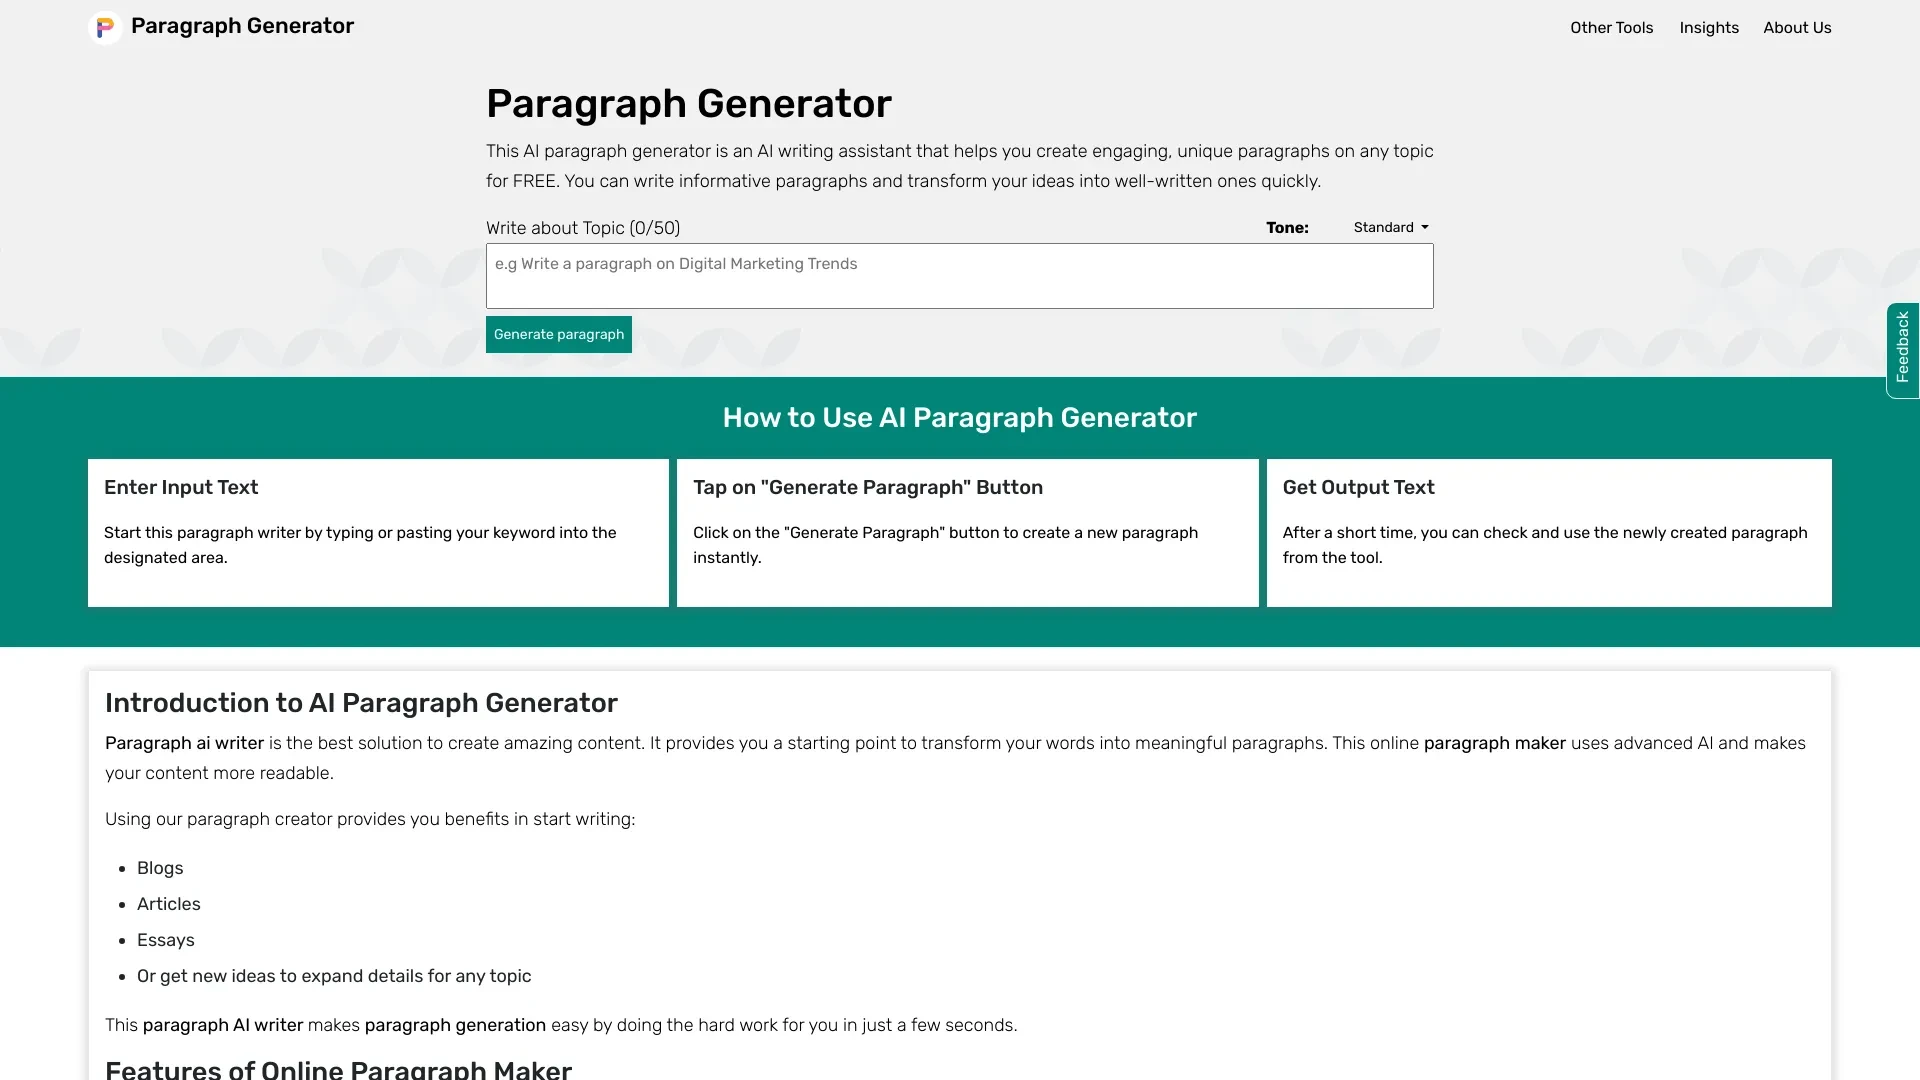 Paragraph Generator
Other Tools Insights About Us
Paragraph Generator
This AI paragraph generator is an AI writing assistant that helps you create engaging, unique paragraphs on any topic
for FREE. You can write informative paragraphs and transform your ideas into well-written ones quickly.
Write about Topic (0/50) Tone: Standard
e.g Write a paragraph on Digital Marketing Trends
Generate paragraph
Feedback
How to Use AI Paragraph Generator
Enter Input Text
Start this paragraph writer by typing or pasting your keyword into the
designated area.
Tap on "Generate Paragraph" Button
Click on the "Generate Paragraph" button to create a new paragraph
instantly.
Get Output Text
After a short time, you can check and use the newly created paragraph
from the tool.
Introduction to AI Paragraph Generator
Paragraph ai writer is the best solution to create amazing content. It provides you a starting point to transform your words into meaningful paragraphs. This online paragraph maker uses advanced AI and makes
your content more readable.
Using our paragraph creator provides you benefits in start writing:
• Blogs
• Articles
• Essays
• Or get new ideas to expand details for any topic
This paragraph AI writer makes paragraph generation easy by doing the hard work for you in just a few seconds.
Features of Online Paragraph Maker